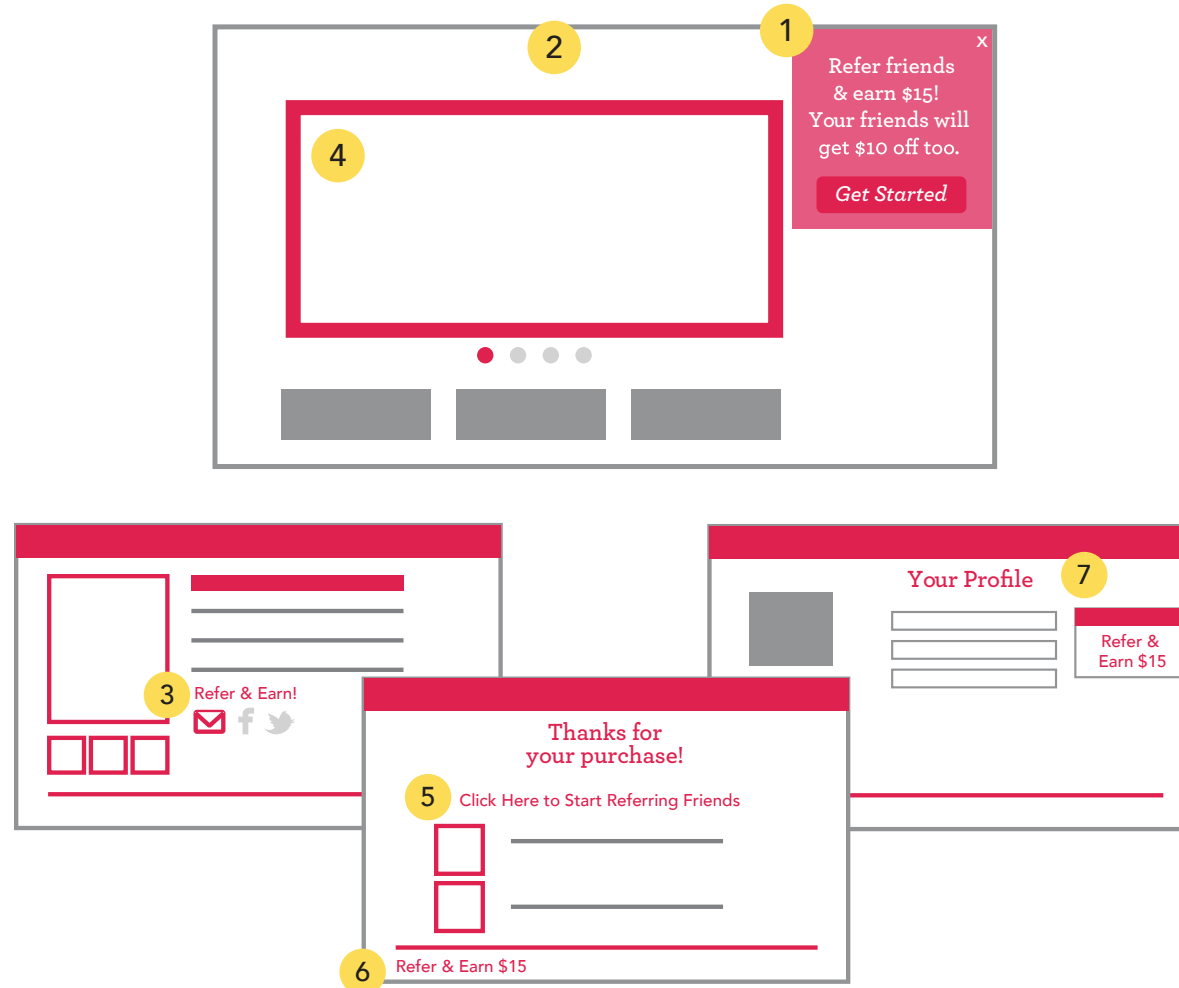 1
2
x
Refer friends
& earn $15!
Your friends will
get $10 off too.
Get Started
4
Your Profile
7
Refer &
Earn $15
3
Refer & Earn!
f
Thanks for
your purchase!
5
Click Here to Start Referring Friends
6
Refer & Earn $15